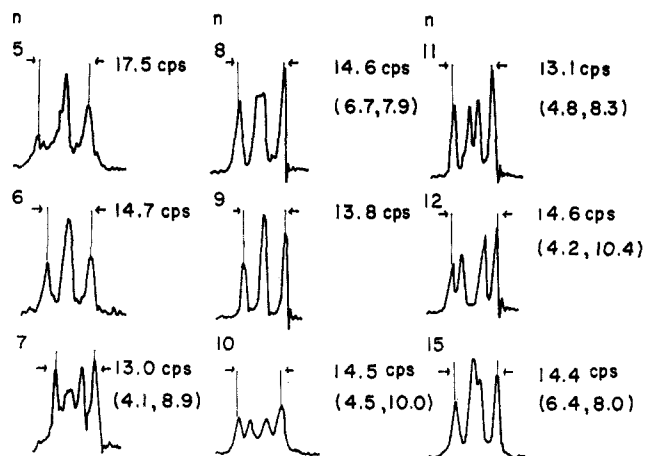 n n n
5 17.5 cps
8 14.6 cps
(6.7, 7.9)
11 13.1 cps
(4.8, 8.3)
6 14.7 cps
9 13.8 cps
12 14.6 cps
(4.2, 10.4)
7 13.0 cps
(4.1, 8.9)
10 14.5 cps
(4.5, 10.0)
15 14.4 cps
(6.4, 8.0)